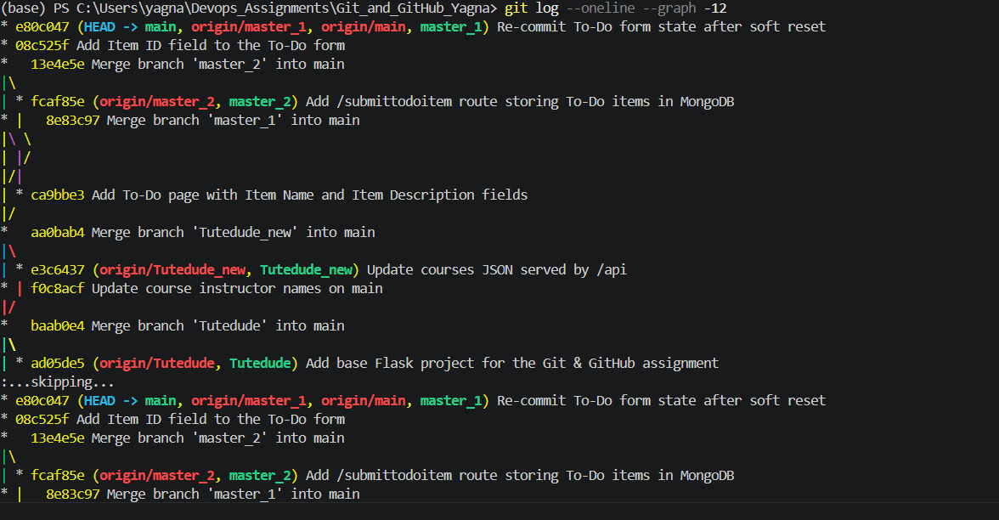 (base) PS C:\Users\yagna\Devops_Assignments\Git_and_GitHub_Yagna> git log --oneline --graph -12
* e80c047 (HEAD -> main, origin/master_1, origin/main, master_1) Re-commit To-Do form state after soft reset
* 08c525f Add Item ID field to the To-Do form
*   13e4e5e Merge branch 'master_2' into main
|\
| * fcaf85e (origin/master_2, master_2) Add /submittodoitem route storing To-Do items in MongoDB
* |   8e83c97 Merge branch 'master_1' into main
|\ \
| |/
|/|
| * ca9bbe3 Add To-Do page with Item Name and Item Description fields
|/
*   aa0bab4 Merge branch 'Tutedude_new' into main
|\
| * e3c6437 (origin/Tutedude_new, Tutedude_new) Update courses JSON served by /api
* | f0c8acf Update course instructor names on main
|/
*   baab0e4 Merge branch 'Tutedude' into main
|\
| * ad05de5 (origin/Tutedude, Tutedude) Add base Flask project for the Git & GitHub assignment
:...skipping...
* e80c047 (HEAD -> main, origin/master_1, origin/main, master_1) Re-commit To-Do form state after soft reset
* 08c525f Add Item ID field to the To-Do form
*   13e4e5e Merge branch 'master_2' into main
|\
| * fcaf85e (origin/master_2, master_2) Add /submittodoitem route storing To-Do items in MongoDB
* |   8e83c97 Merge branch 'master_1' into main